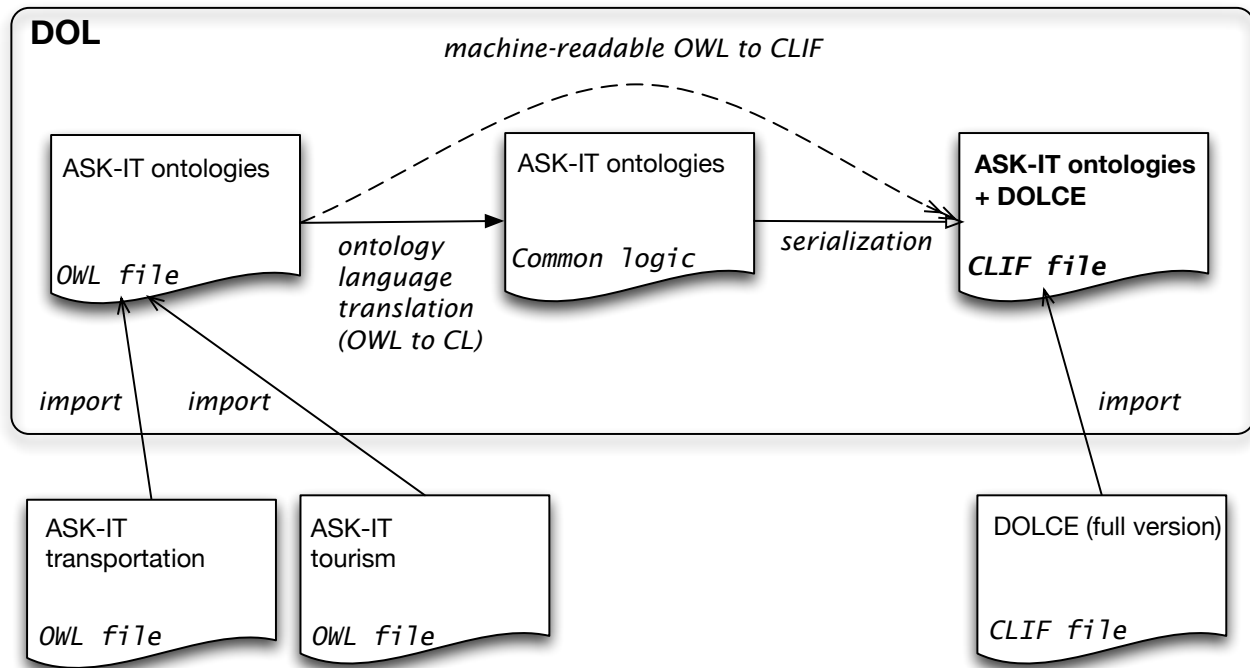 DOL
machine-readable OWL to CLIF
ASK-IT ontologies
OWL file
ontology
language
translation
(OWL to CL)
ASK-IT ontologies
Common logic
serialization
ASK-IT ontologies
+ DOLCE
CLIF file
import
import
import
ASK-IT
transportation
OWL file
ASK-IT
tourism
OWL file
DOLCE (full version)
CLIF file